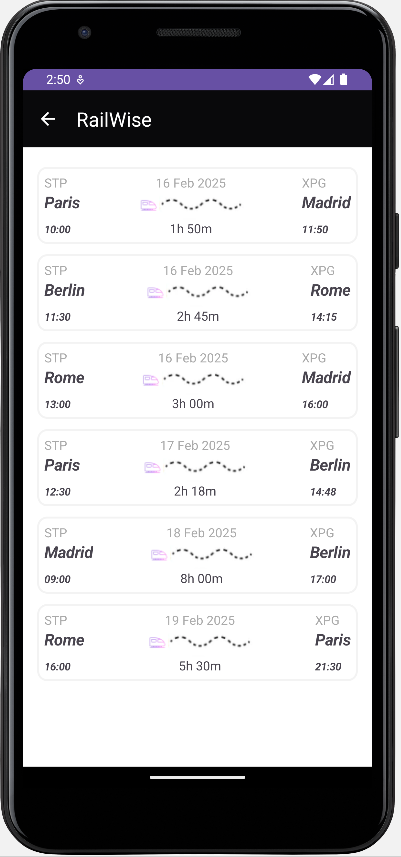 2:50
RailWise
STP 16 Feb 2025 XPG
Paris Madrid
10:00 1h 50m 11:50
STP 16 Feb 2025 XPG
Berlin Rome
11:30 2h 45m 14:15
STP 16 Feb 2025 XPG
Rome Madrid
13:00 3h 00m 16:00
STP 17 Feb 2025 XPG
Paris Berlin
12:30 2h 18m 14:48
STP 18 Feb 2025 XPG
Madrid Berlin
09:00 8h 00m 17:00
STP 19 Feb 2025 XPG
Rome Paris
16:00 5h 30m 21:30